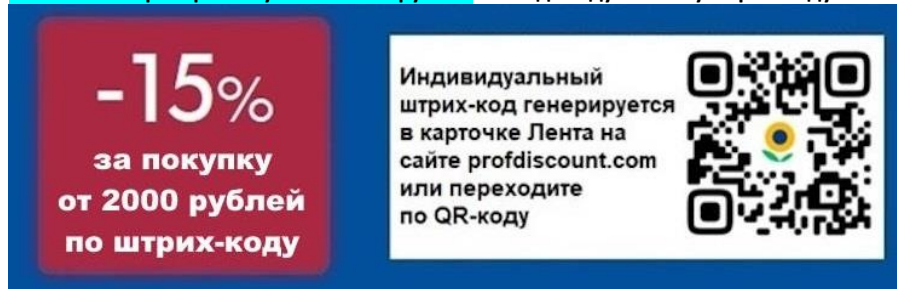 -15%
за покупку
от 2000 рублей
по штрих-коду
Индивидуальный
штрих-код генерируется
в карточке Лента на
сайте profdiscount.com
или переходите
по QR-коду